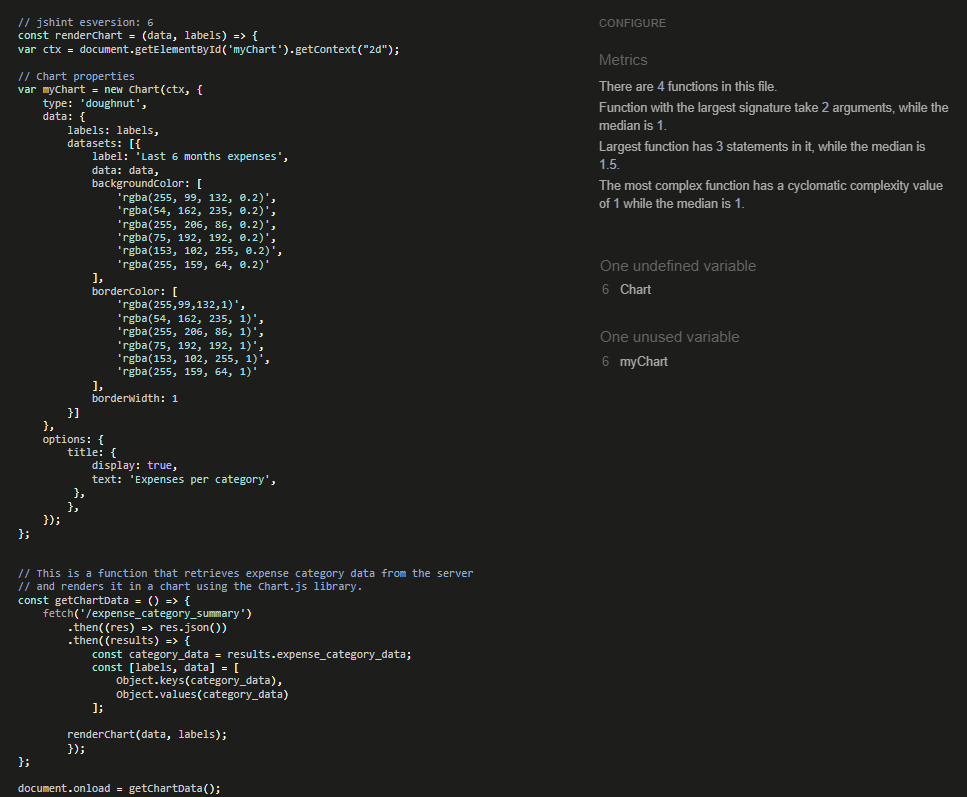 // jshint esversion: 6
const renderChart = (data, labels) => {
var ctx = document.getElementById('myChart').getContext("2d");
// Chart properties
var myChart = new Chart(ctx, {
type: 'doughnut',
data: {
labels: labels,
datasets: [{
label: 'Last 6 months expenses',
data: data,
backgroundColor: [
'rgba(255, 99, 132, 0.2)',
'rgba(54, 162, 235, 0.2)',
'rgba(255, 206, 86, 0.2)',
'rgba(75, 192, 192, 0.2)',
'rgba(153, 102, 255, 0.2)',
'rgba(255, 159, 64, 0.2)'
],
borderColor: [
'rgba(255,99,132,1)',
'rgba(54, 162, 235, 1)',
'rgba(255, 206, 86, 1)',
'rgba(75, 192, 192, 1)',
'rgba(153, 102, 255, 1)',
'rgba(255, 159, 64, 1)'
],
borderWidth: 1
}]
},
options: {
title: {
display: true,
text: 'Expenses per category',
},
},
});
};
// This is a function that retrieves expense category data from the server
// and renders it in a chart using the Chart.js library.
const getChartData = () => {
fetch('/expense_category_summary')
.then((res) => res.json())
.then((results) => {
const category_data = results.expense_category_data;
const [labels, data] = [
Object.keys(category_data),
Object.values(category_data)
];
renderChart(data, labels);
});
};
document.onload = getChartData();
CONFIGURE
Metrics
There are 4 functions in this file.
Function with the largest signature take 2 arguments, while the
median is 1.
Largest function has 3 statements in it, while the median is
1.5.
The most complex function has a cyclomatic complexity value
of 1 while the median is 1.
One undefined variable
6 Chart
One unused variable
6 myChart